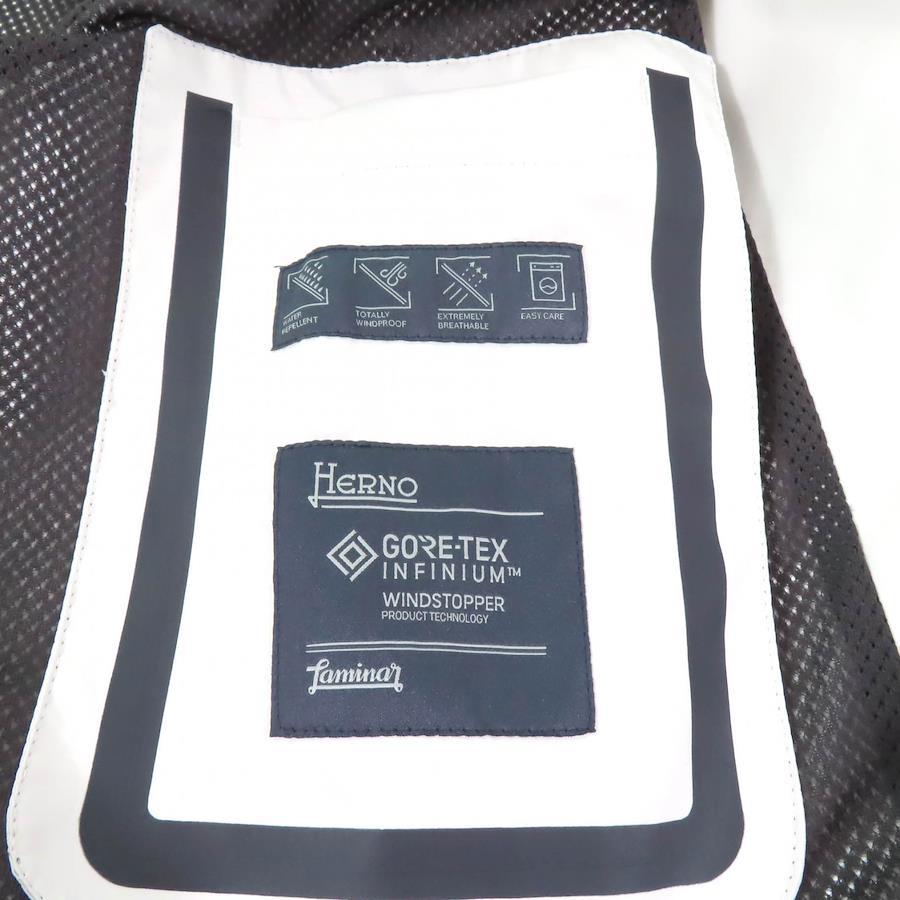 WATER
REPELLENT
TOTALLY
WINDPROOF
EXTREMELY
BREATHABLE
EASY CARE
HERNO
GORE-TEX
INFINIUM™
WINDSTOPPER
PRODUCT TECHNOLOGY
Laminar